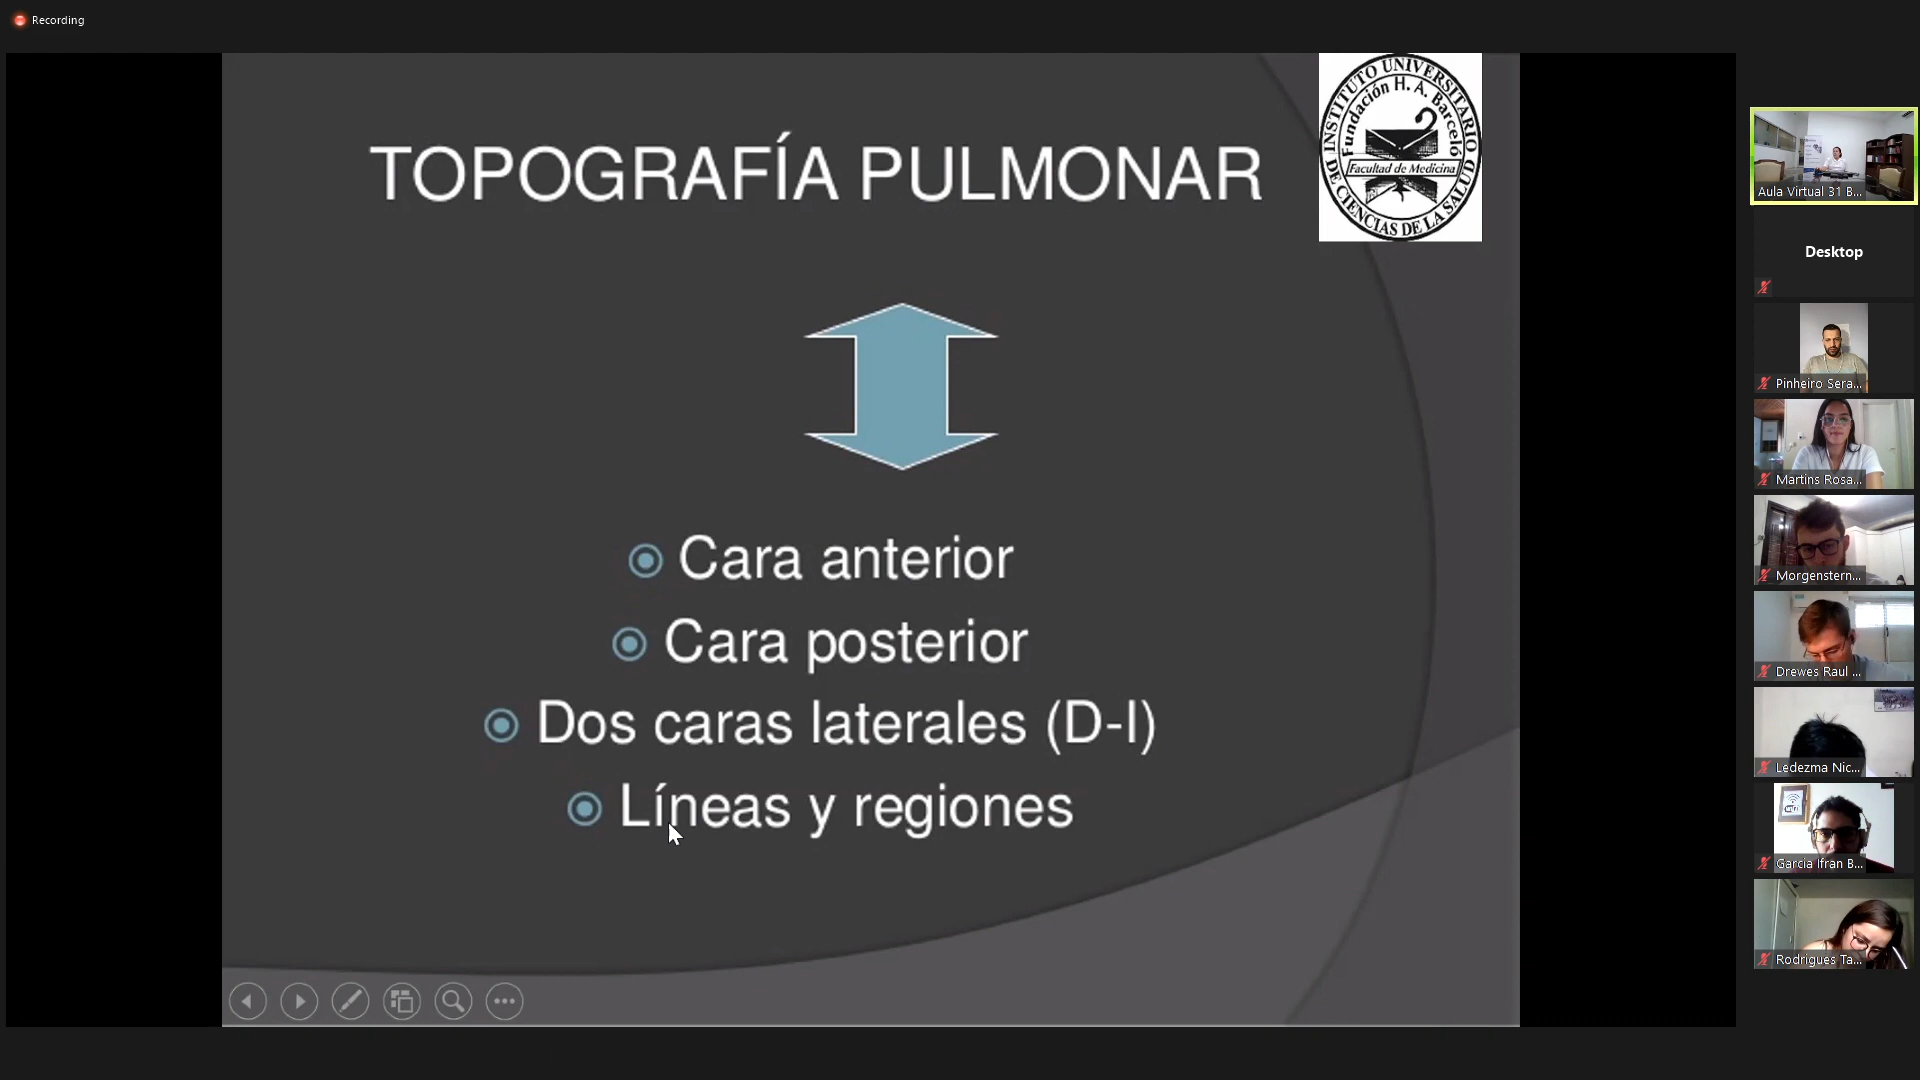 Recording
TOPOGRAFÍA PULMONAR
INSTITUTO UNIVERSITARIO DE CIENCIAS DE LA SALUD
Fundación H. A. Barceló
Facultad de Medicina
Cara anterior
Cara posterior
Dos caras laterales (D-I)
Líneas y regiones
Aula Virtual 31 B...
Desktop
Pinheiro Sera...
Martins Rosa...
Morgenstern...
Drewes Raul ...
Ledezma Nic...
Garcia Ifran B...
Rodrigues Ta...